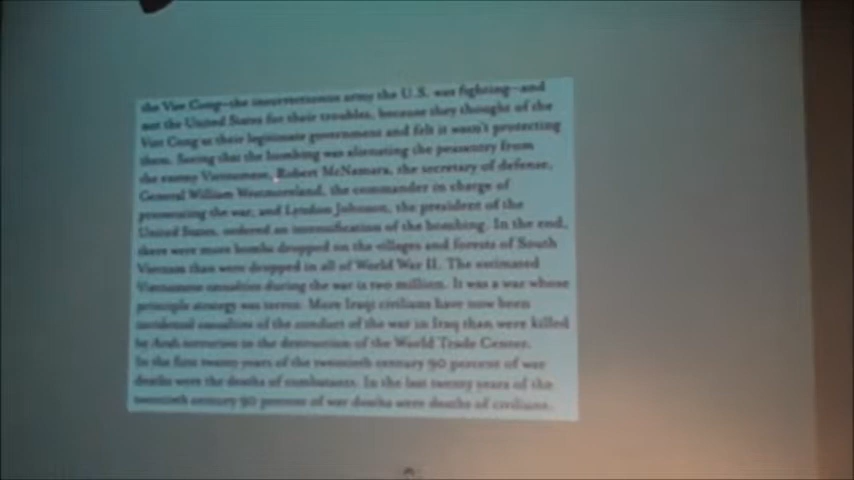 the Viet Cong—the insurrectionus army the U.S. was fighting—and
not the United States for their troubles, because they thought of the
Viet Cong as their legitimate government and felt it wasn't protecting
them. Seeing that the bombing was alienating the peasantry from
the enemy Vietnamese, Robert McNamara, the secretary of defense,
General William Westmoreland, the commander in charge of
prosecuting the war, and Lyndon Johnson, the president of the
United States, ordered an intensification of the bombing. In the end,
there were more bombs dropped on the villages and forests of South
Vietnam than were dropped in all of World War II. The estimated
Vietnamese casualties during the war is two million. It was a war whose
principle strategy was terror. More Iraqi civilians have now been
incidental casualties of the conduct of the war in Iraq than were killed
by Arab terrorists in the destruction of the World Trade Center.
In the first twenty years of the twentieth century 90 percent of war
deaths were the deaths of combatants. In the last twenty years of the
twentieth century 90 percent of war deaths were deaths of civilians.